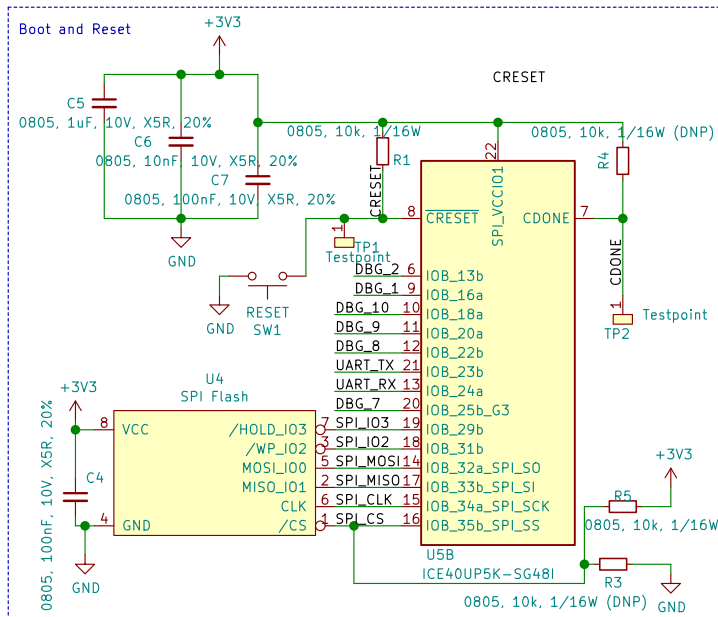 Boot and Reset
+3V3
CRESET
C5
0805, 1uF, 10V, X5R, 20%
C6
0805, 10nF, 10V, X5R, 20%
C7
0805, 100nF, 10V, X5R, 20%
GND
0805, 10k, 1/16W
R1
CRESET
0805, 10k, 1/16W (DNP)
R4
22
SPI_VCCIO1
8
CRESET
CDONE
7
CDONE
1
TP1
Testpoint
1
Testpoint
TP2
GND
RESET
SW1
DBG_2 6 IOB_13b
DBG_1 9 IOB_16a
DBG_10 10 IOB_18a
DBG_9 11 IOB_20a
DBG_8 12 IOB_22b
UART_TX 21 IOB_23b
UART_RX 13 IOB_24a
DBG_7 20 IOB_25b_G3
SPI_IO3 19 IOB_29b
SPI_IO2 18 IOB_31b
SPI_MOSI 14 IOB_32a_SPI_SO
SPI_MISO 17 IOB_33b_SPI_SI
SPI_CLK 15 IOB_34a_SPI_SCK
SPI_CS 16 IOB_35b_SPI_SS
U5B
ICE40UP5K-SG48I
U4
SPI Flash
+3V3
8 VCC
/HOLD_IO3 7
/WP_IO2 3
MOSI_IO0 5
MISO_IO1 2
CLK 6
4 GND
/CS 1
C4
0805, 100nF, 10V, X5R, 20%
GND
+3V3
R5
0805, 10k, 1/16W
R3
0805, 10k, 1/16W (DNP)
GND